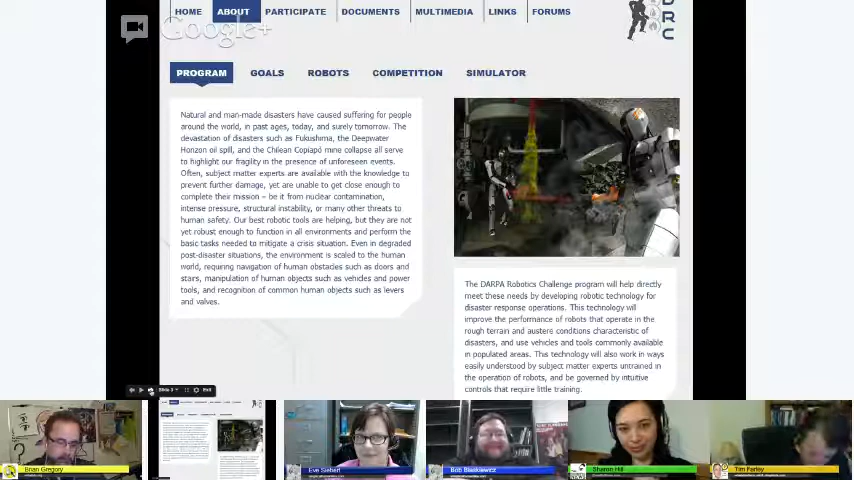 HOME ABOUT PARTICIPATE DOCUMENTS MULTIMEDIA LINKS FORUMS
D
R
C
Google+
PROGRAM GOALS ROBOTS COMPETITION SIMULATOR
Natural and man-made disasters have caused suffering for people
around the world, in past ages, today, and surely tomorrow. The
devastation of disasters such as Fukushima, the Deepwater
Horizon oil spill, and the Chilean Copiapó mine collapse all serve
to highlight our fragility in the presence of unforeseen events.
Often, subject matter experts are available with the knowledge to
prevent further damage, yet are unable to get close enough to
complete their mission – be it from nuclear contamination,
intense pressure, structural instability, or many other threats to
human safety. Our best robotic tools are helping, but they are not
yet robust enough to function in all environments and perform the
basic tasks needed to mitigate a crisis situation. Even in degraded
post-disaster situations, the environment is scaled to the human
world, requiring navigation of human obstacles such as doors and
stairs, manipulation of human objects such as vehicles and power
tools, and recognition of common human objects such as levers
and valves.
The DARPA Robotics Challenge program will help directly
meet these needs by developing robotic technology for
disaster response operations. This technology will
improve the performance of robots that operate in the
rough terrain and austere conditions characteristic of
disasters, and use vehicles and tools commonly available
in populated areas. This technology will also work in ways
easily understood by subject matter experts untrained in
the operation of robots, and be governed by intuitive
controls that require little training.
Slide 3 Exit
Brian Gregory
Eve Siebert
Bob Blaskiewicz
Sharon Hill
Tim Farley